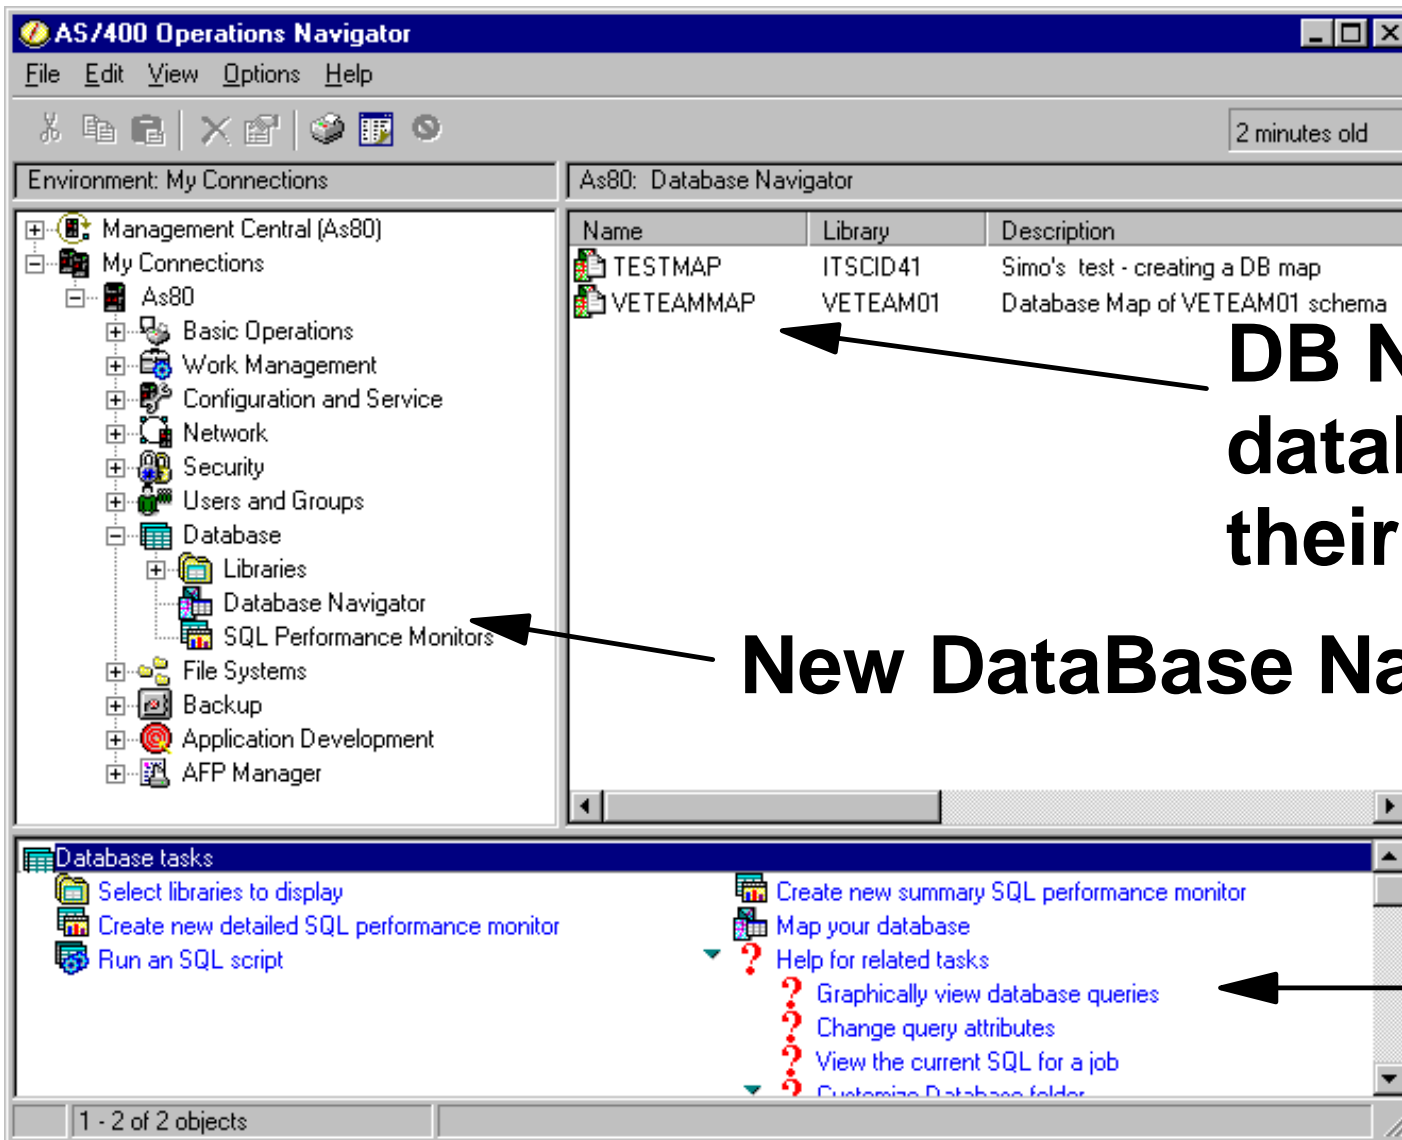 AS/400 Operations Navigator
File Edit View Options Help
2 minutes old
Environment: My Connections
As80: Database Navigator
Management Central (As80)
My Connections
As80
Basic Operations
Work Management
Configuration and Service
Network
Security
Users and Groups
Database
Libraries
Database Navigator
SQL Performance Monitors
File Systems
Backup
Application Development
AFP Manager
Name Library Description
TESTMAP ITSCID41 Simo's test - creating a DB map
VETEAMMAP VETEAM01 Database Map of VETEAM01 schema
DB
their
New DataBase
Database tasks
Select libraries to display
Create new detailed SQL performance monitor
Run an SQL script
Create new summary SQL performance monitor
Map your database
Help for related tasks
Graphically view database queries
Change query attributes
View the current SQL for a job
Customize Database folder
1 - 2 of 2 objects